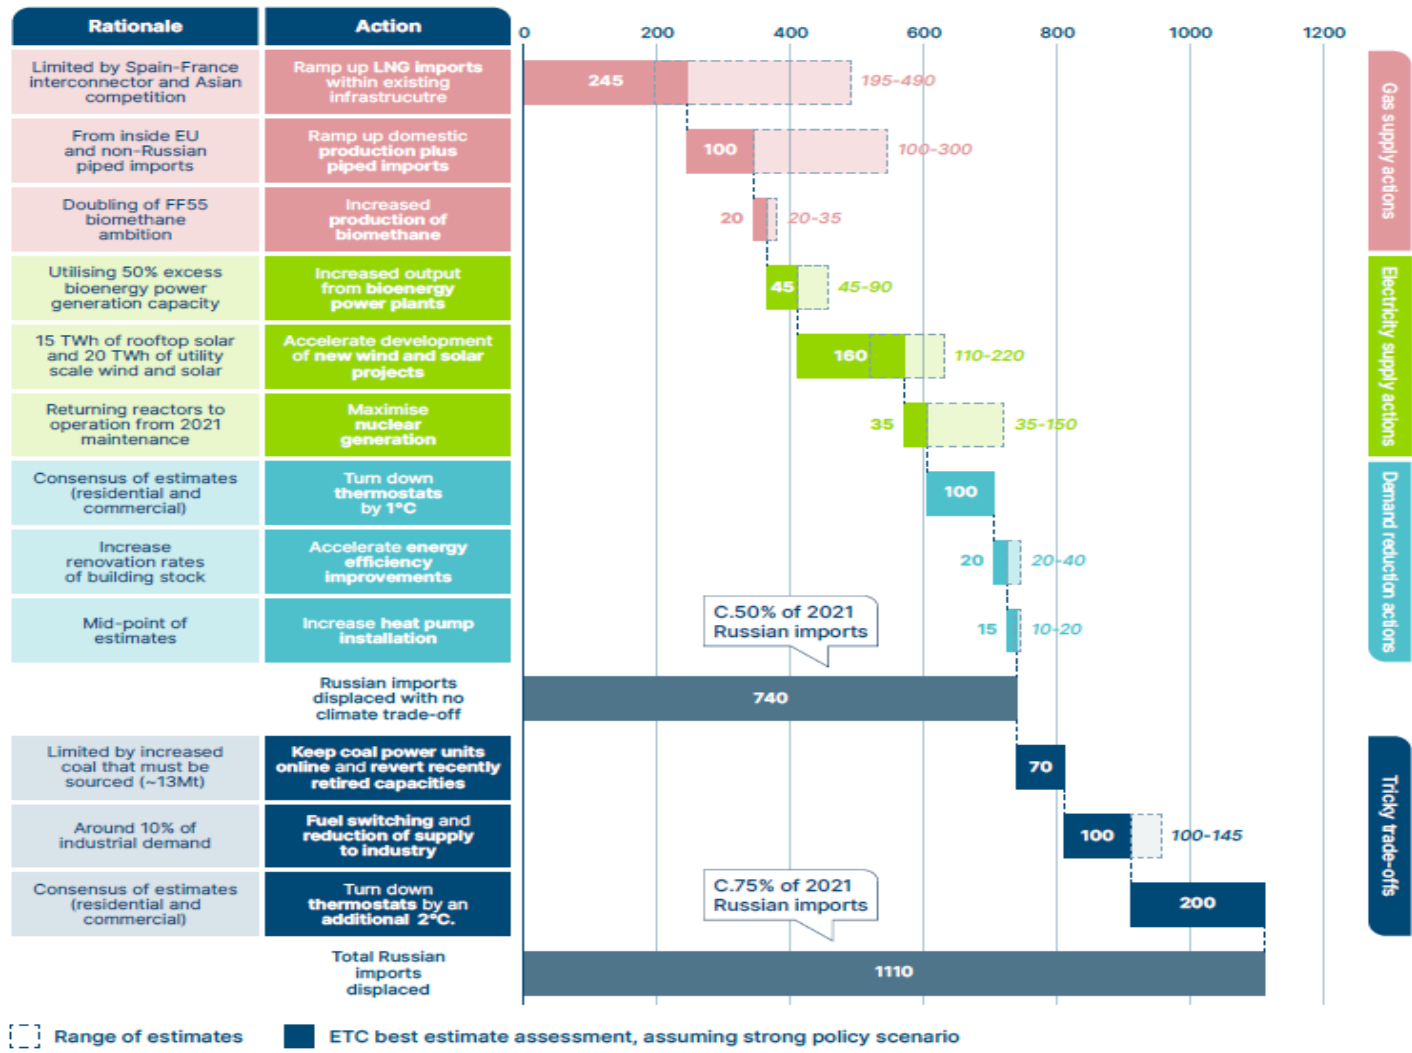 Rationale
Action
0
200
400
600
800
1000
1200
Limited by Spain-France
interconnector and Asian
competition
Ramp up LNG imports
within existing
infrastrucutre
245
195-490
From inside EU
and non-Russian
piped imports
Ramp up domestic
production plus
piped imports
100
100-300
Doubling of FF55
biomethane
ambition
Increased
production of
biomethane
20
20-35
Gas supply actions
Utilising 50% excess
bioenergy power
generation capacity
Increased output
from bioenergy
power plants
45
45-90
15 TWh of rooftop solar
and 20 TWh of utility
scale wind and solar
Accelerate development
of new wind and solar
projects
160
110-220
Returning reactors to
operation from 2021
maintenance
Maximise
nuclear
generation
35
35-150
Electricity supply actions
Consensus of estimates
(residential and
commercial)
Turn down
thermostats
by 1°C
100
Increase
renovation rates
of building stock
Accelerate energy
efficiency
improvements
20
20-40
Mid-point of
estimates
Increase heat pump
installation
15
10-20
Demand reduction actions
C.50% of 2021
Russian imports
Russian imports
displaced with no
climate trade-off
740
Limited by increased
coal that must be
sourced (~13Mt)
Keep coal power units
online and revert recently
retired capacities
70
Around 10% of
industrial demand
Fuel switching and
reduction of supply
to industry
100
100-145
Consensus of estimates
(residential and
commercial)
Turn down
thermostats by an
additional 2°C.
200
Tricky trade-offs
C.75% of 2021
Russian imports
Total Russian
imports
displaced
1110
Range of estimates
ETC best estimate assessment, assuming strong policy scenario